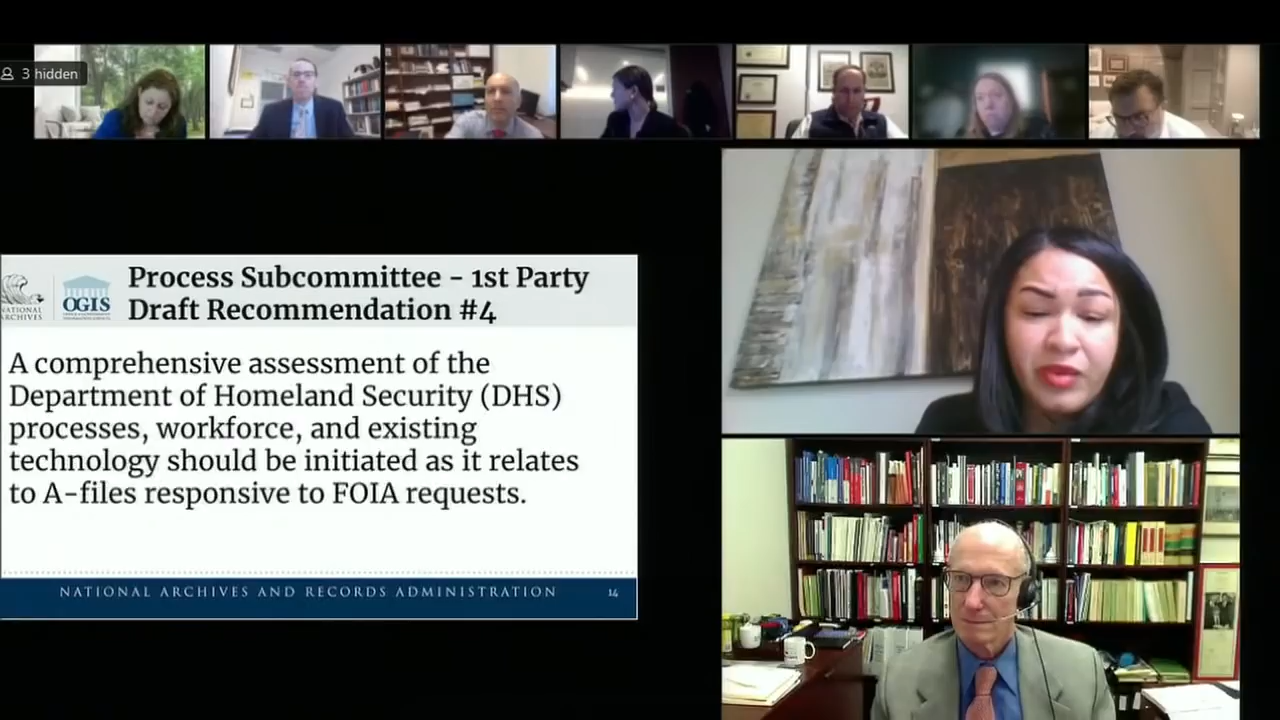 3 hidden
NATIONAL
ARCHIVES
OGIS
Process Subcommittee - 1st Party
Draft Recommendation #4
A comprehensive assessment of the
Department of Homeland Security (DHS)
processes, workforce, and existing
technology should be initiated as it relates
to A-files responsive to FOIA requests.
NATIONAL ARCHIVES AND RECORDS ADMINISTRATION
14